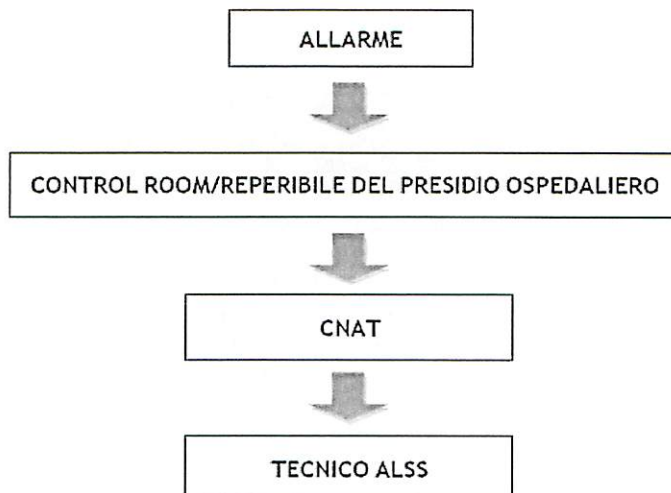 ALLARME
CONTROL ROOM/REPERIBILE DEL PRESIDIO OSPEDALIERO
CNAT
TECNICO ALSS